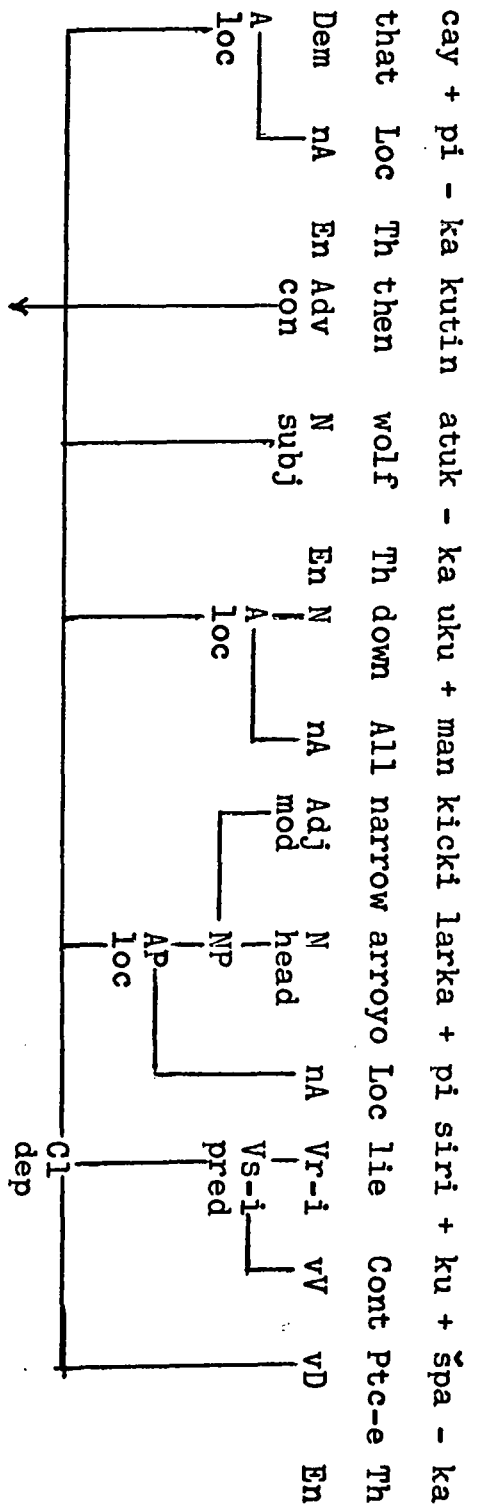 cay + pi - ka kutin atuk - ka uku + man kicki larka + pi siri + ku + špa - ka
that Loc Th then wolf Th down All narrow arroyo Loc lie Cont Ptc-e Th
Dem nA En Adv N En N nA Adj N nA Vr-i vV vD En
con subj mod head
A A Vs-i
loc loc NP pred
AP
loc
Cl
dep